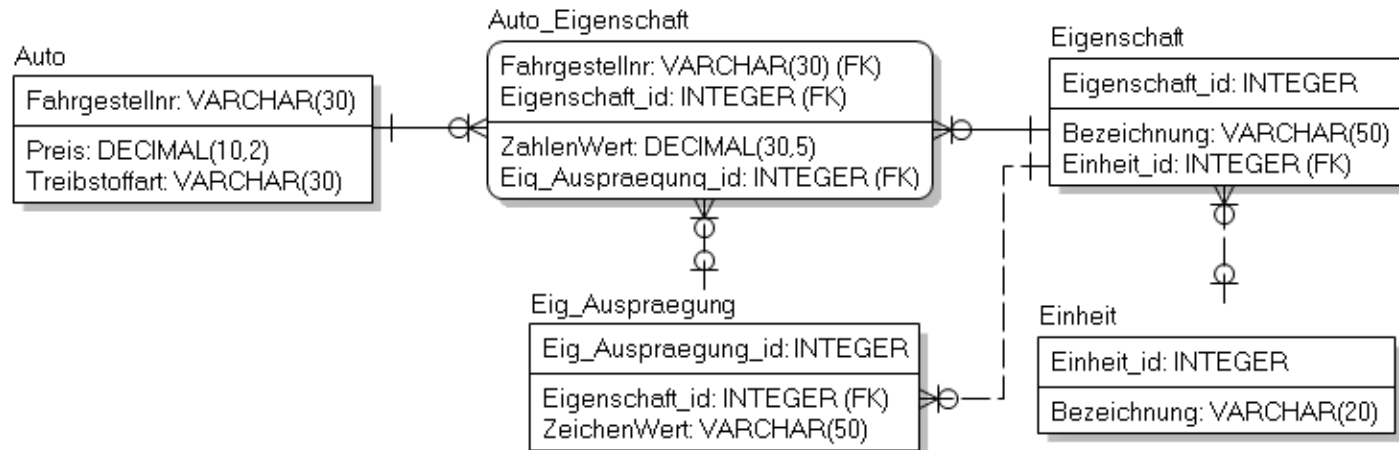 Auto
FahrgestelInr: VARCHAR(30)
Preis: DECIMAL(10,2)
Treibstoffart: VARCHAR(30)
Auto_Eigenschaft
Fahrgestellnr: VARCHAR(30) (FK)
Eigenschaft_id: INTEGER (FK)
ZahlenWert: DECIMAL(30,5)
Eig_Auspraegung_id: INTEGER (FK)
Eigenschaft
Eigenschaft_id: INTEGER
Bezeichnung: VARCHAR(50)
Einheit_id: INTEGER (FK)
Eig_Auspraegung
Eig_Auspraegung_id: INTEGER
Eigenschaft_id: INTEGER (FK)
ZeichenWert: VARCHAR(50)
Einheit
Einheit_id: INTEGER
Bezeichnung: VARCHAR(20)